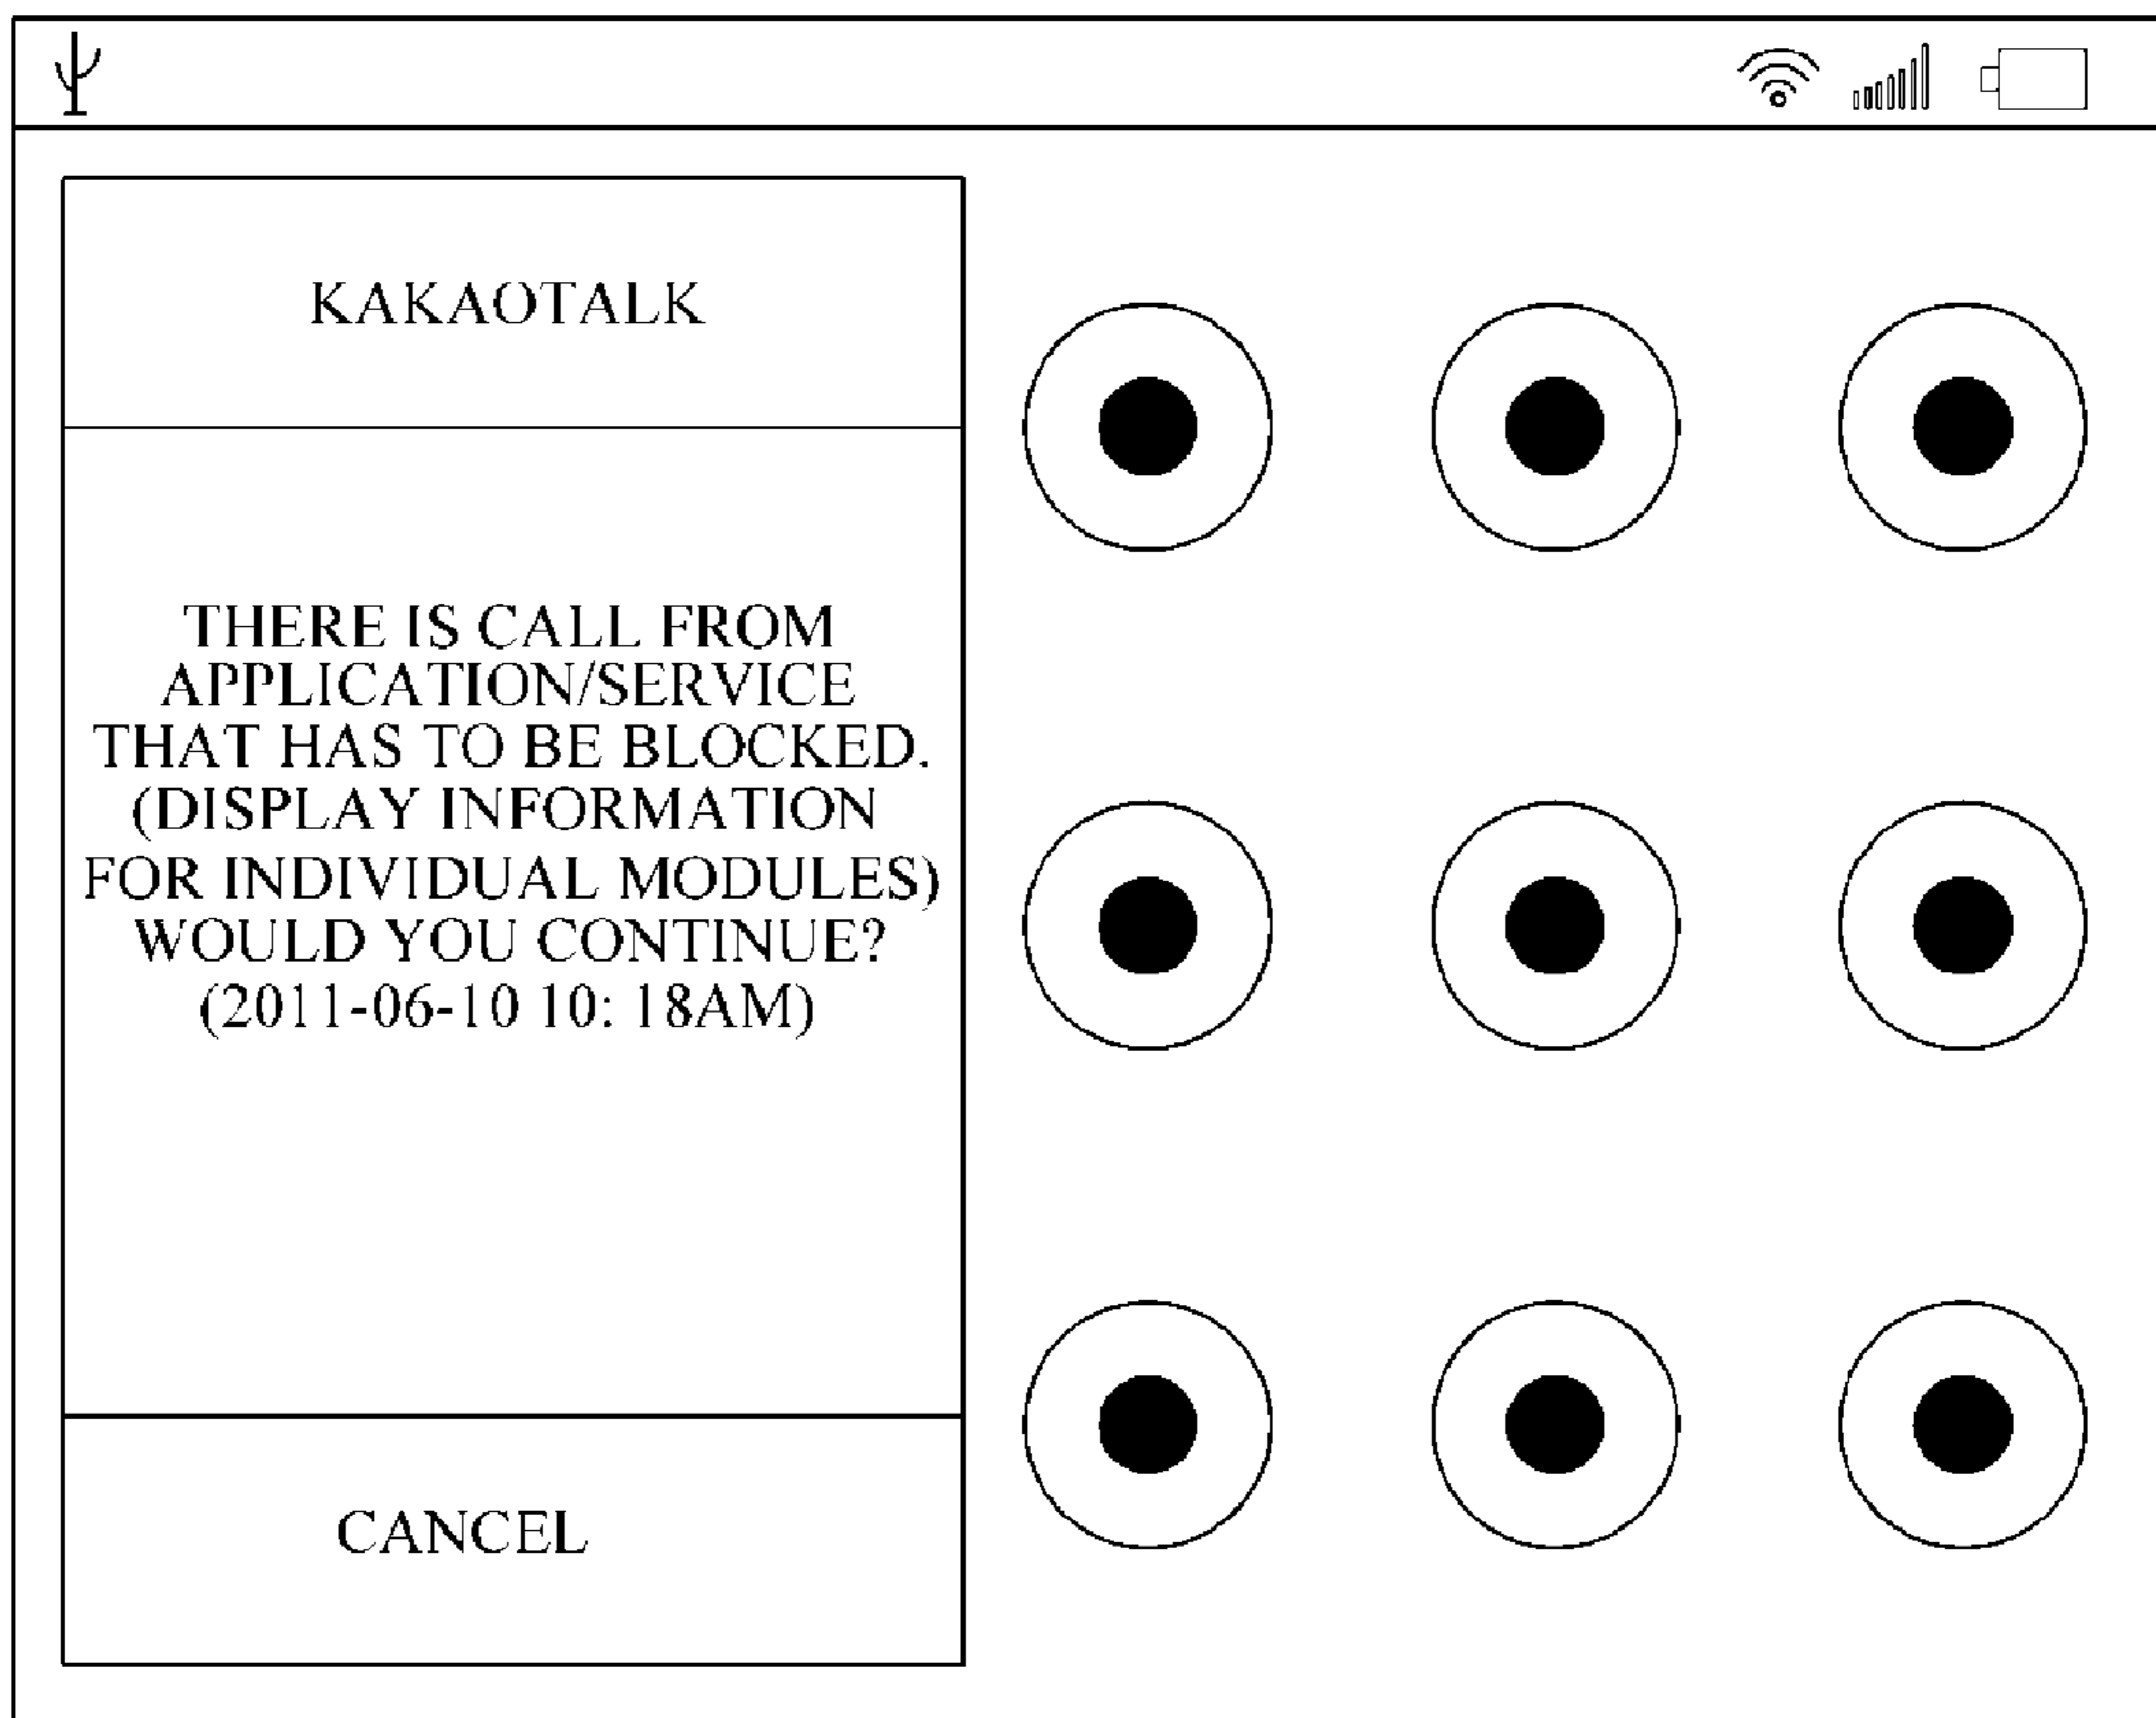 KAKAOTALK
THERE IS CALL FROM
APPLICATION/SERVICE
THAT HAS TO BE BLOCKED.
(DISPLAY INFORMATION
FOR INDIVIDUAL MODULES)
WOULD YOU CONTINUE?
(2011-06-10 10: 18AM)
CANCEL